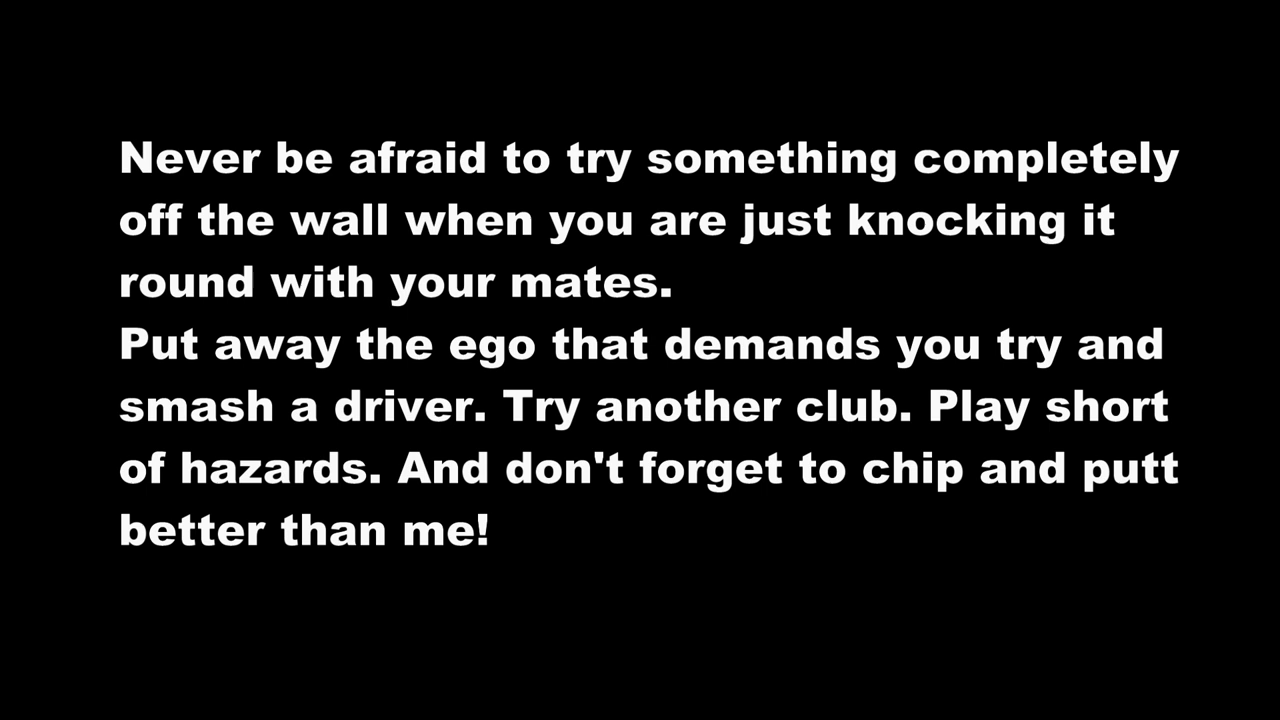 Never be afraid to try something completely
off the wall when you are just knocking it
round with your mates.
Put away the ego that demands you try and
smash a driver. Try another club. Play short
of hazards. And don't forget to chip and putt
better than me!